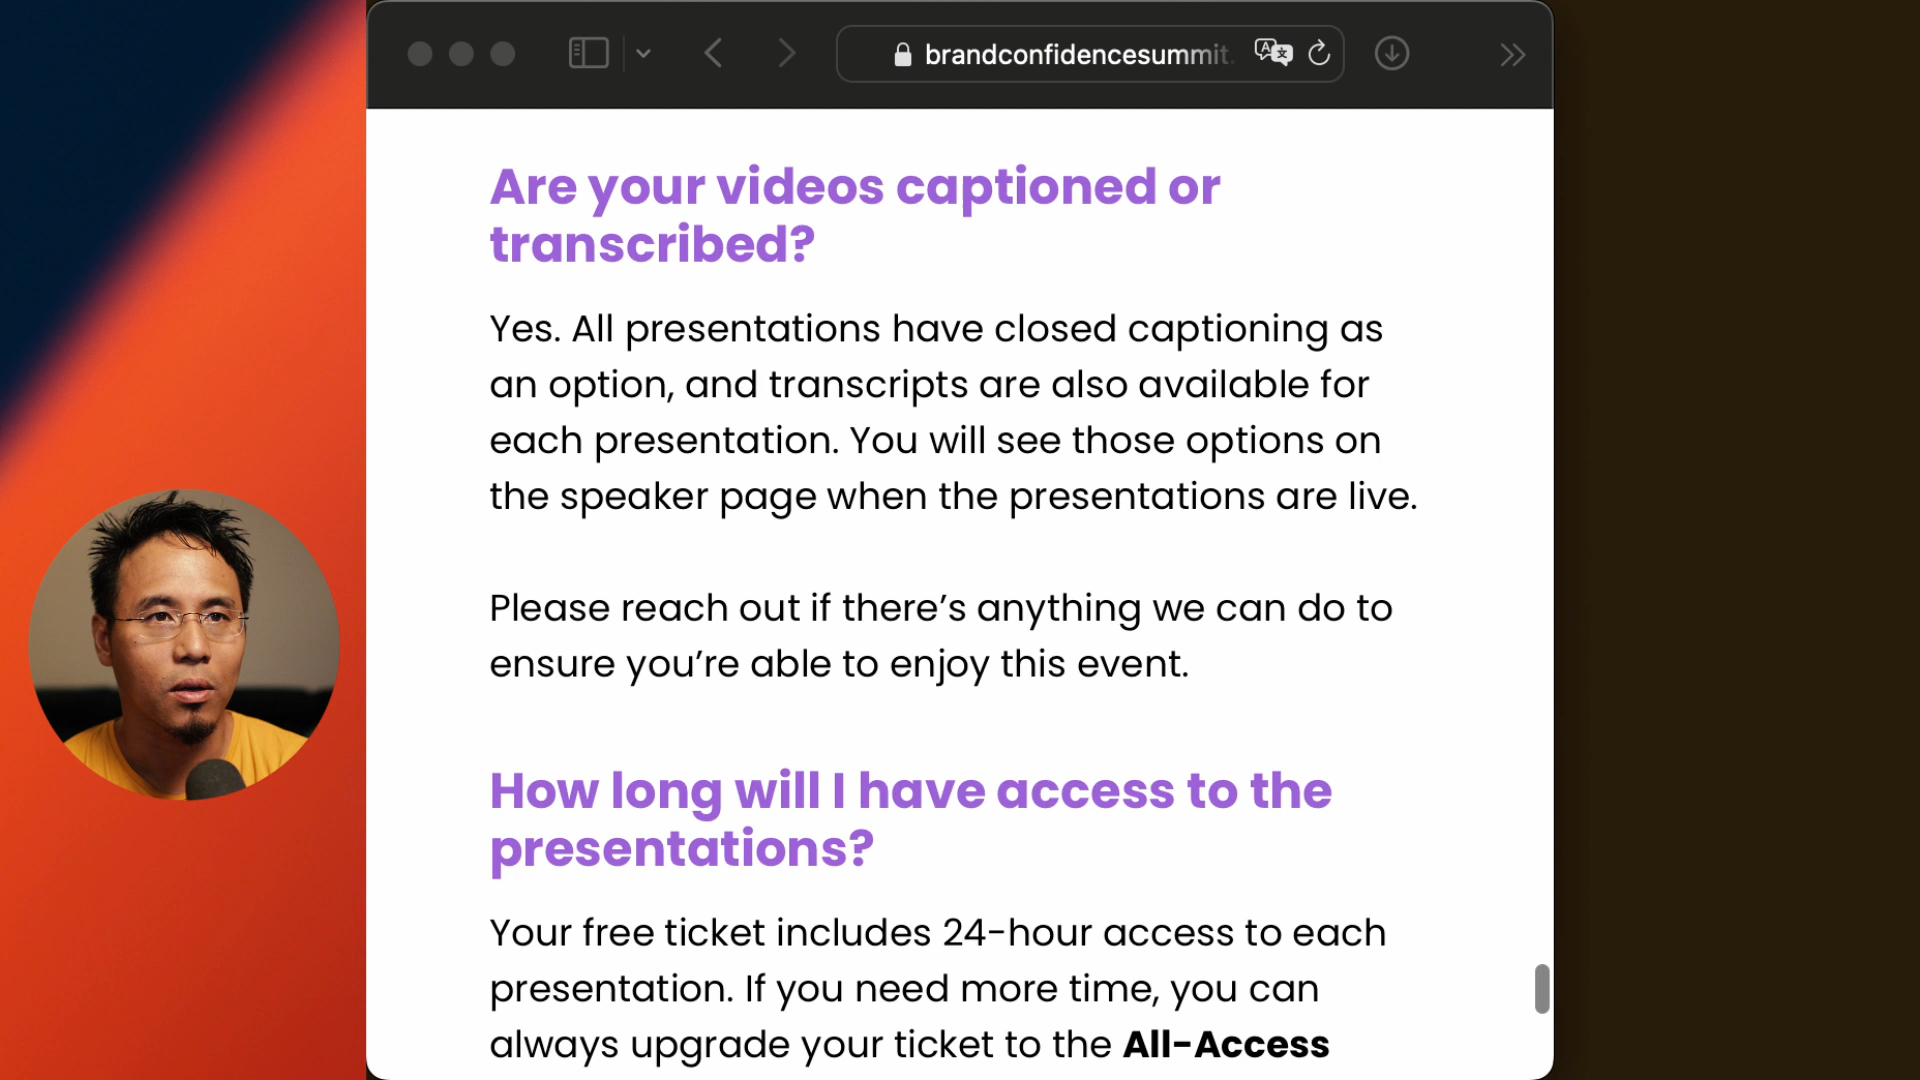 brandconfidencesummit.
Are your videos captioned or
transcribed?
Yes. All presentations have closed captioning as
an option, and transcripts are also available for
each presentation. You will see those options on
the speaker page when the presentations are live.
Please reach out if there’s anything we can do to
ensure you’re able to enjoy this event.
How long will I have access to the
presentations?
Your free ticket includes 24-hour access to each
presentation. If you need more time, you can
always upgrade your ticket to the All-Access